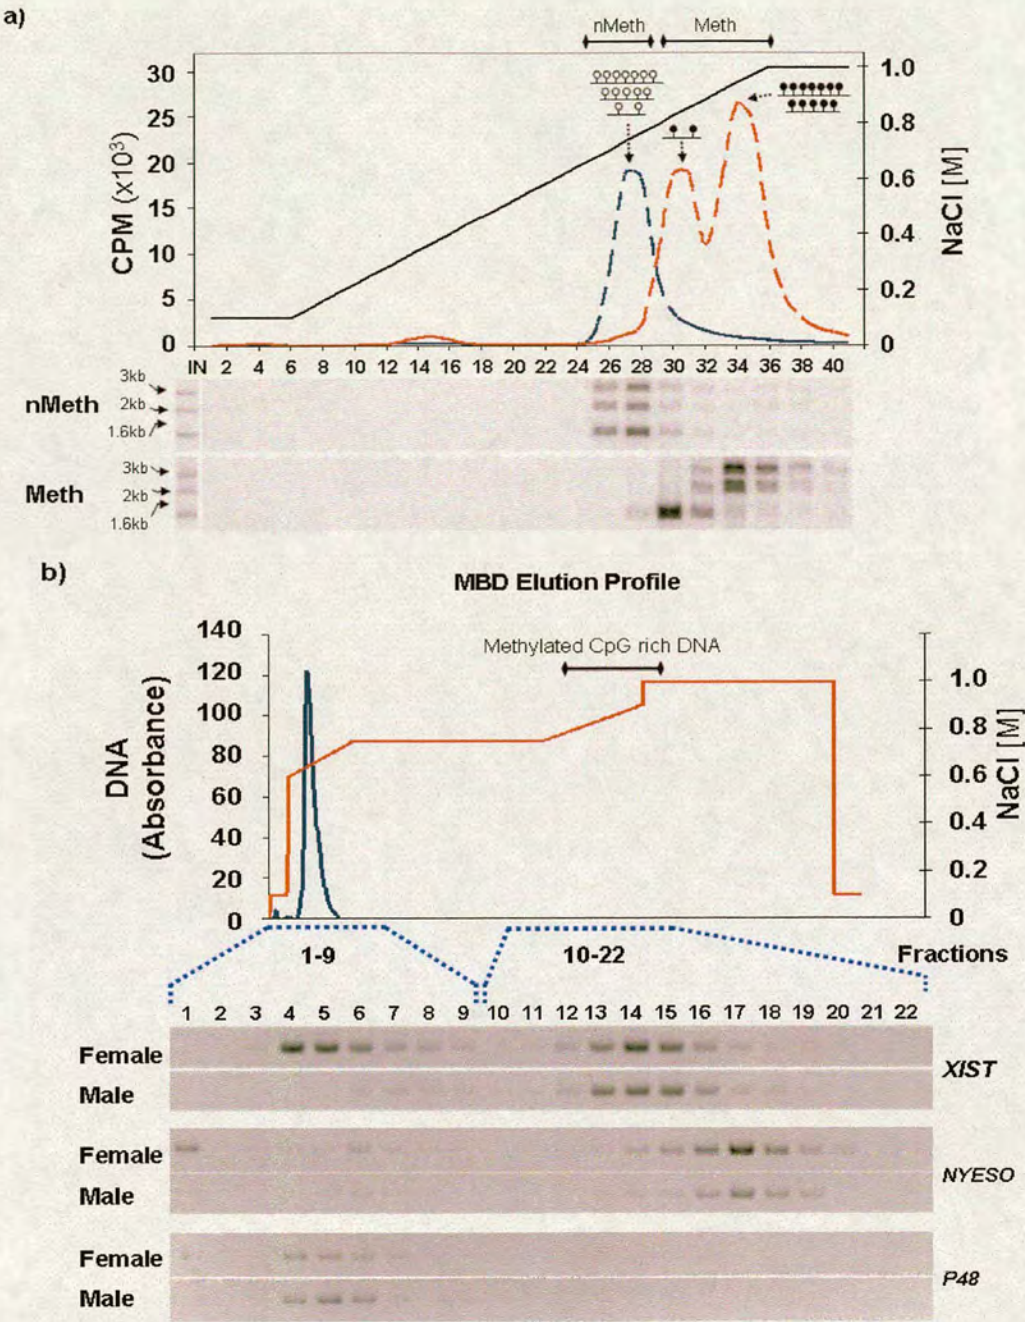 a)
nMeth Meth
30 25 20 15 10 5 0
CPM (x10³)
1.0 0.8 0.6 0.4 0.2 0
NaCl [M]
IN 2 4 6 8 10 12 14 16 18 20 22 24 26 28 30 32 34 36 38 40
nMeth
3kb
2kb
1.6kb
Meth
3kb
2kb
1.6kb
b)
MBD Elution Profile
140 120 100 80 60 40 20 0
DNA
(Absorbance)
Methylated CpG rich DNA
1.0 0.8 0.6 0.4 0.2 0
NaCl [M]
1-9 10-22 Fractions
1 2 3 4 5 6 7 8 9 10 11 12 13 14 15 16 17 18 19 20 21 22
Female
Male
XIST
Female
Male
NYESO
Female
Male
P48